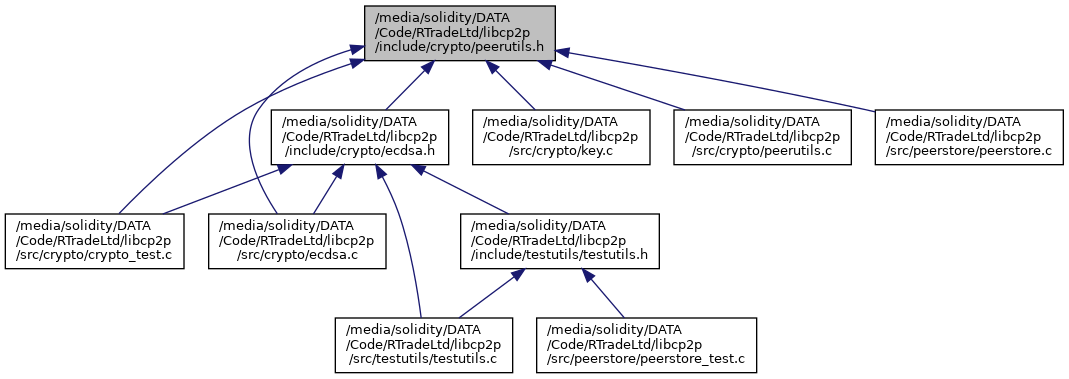 /media/solidity/DATA
/Code/RTradeLtd/libcp2p
/include/crypto/peerutils.h
/media/solidity/DATA
/Code/RTradeLtd/libcp2p
/include/crypto/ecdsa.h
/media/solidity/DATA
/Code/RTradeLtd/libcp2p
/src/crypto/key.c
/media/solidity/DATA
/Code/RTradeLtd/libcp2p
/src/crypto/peerutils.c
/media/solidity/DATA
/Code/RTradeLtd/libcp2p
/src/peerstore/peerstore.c
/media/solidity/DATA
/Code/RTradeLtd/libcp2p
/src/crypto/crypto_test.c
/media/solidity/DATA
/Code/RTradeLtd/libcp2p
/src/crypto/ecdsa.c
/media/solidity/DATA
/Code/RTradeLtd/libcp2p
/include/testutils/testutils.h
/media/solidity/DATA
/Code/RTradeLtd/libcp2p
/src/testutils/testutils.c
/media/solidity/DATA
/Code/RTradeLtd/libcp2p
/src/peerstore/peerstore_test.c